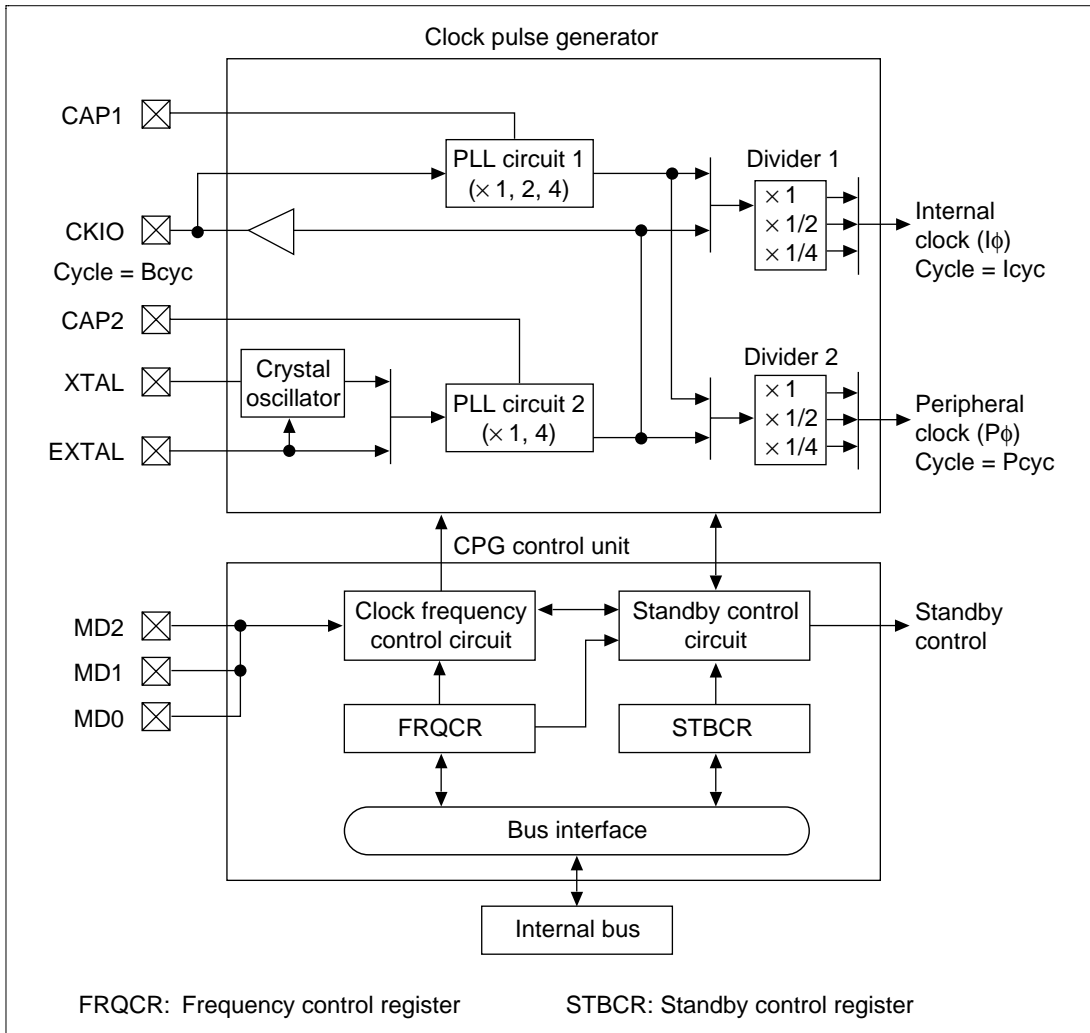 Clock pulse generator
CAP1
PLL circuit 1
(× 1, 2, 4)
Divider 1
× 1
× 1/2
× 1/4
CKIO
Cycle = Bcyc
Internal
clock (Iϕ)
Cycle = Icyc
CAP2
XTAL
Crystal
oscillator
EXTAL
PLL circuit 2
(× 1, 4)
Divider 2
× 1
× 1/2
× 1/4
Peripheral
clock (Pϕ)
Cycle = Pcyc
CPG control unit
MD2
MD1
MD0
Clock frequency
control circuit
Standby control
circuit
Standby
control
FRQCR
STBCR
Bus interface
Internal bus
FRQCR: Frequency control register
STBCR: Standby control register